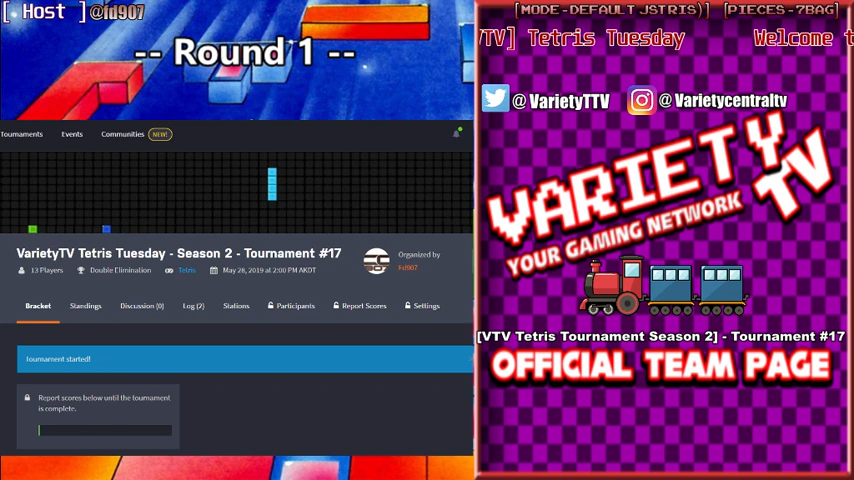 [ Host ]@fd907
-- Round 1 --
[MODE-DEFAULT JSTRIS)] [PIECES-7BAG]
/TV] Tetris Tuesday Welcome t
@ VarietyTTV @ Varietycentraltv
Tournaments Events Communities NEW!
VARIETY TV
YOUR GAMING NETWORK
VarietyTV Tetris Tuesday - Season 2 - Tournament #17
13 Players Double Elimination Tetris May 28, 2019 at 2:00 PM AKDT
Organized by
Fd907
Bracket Standings Discussion (0) Log (2) Stations Participants Report Scores Settings
[VTV Tetris Tournament Season 2] - Tournament #17
OFFICIAL TEAM PAGE
Tournament started!
Report scores below until the tournament
is complete.